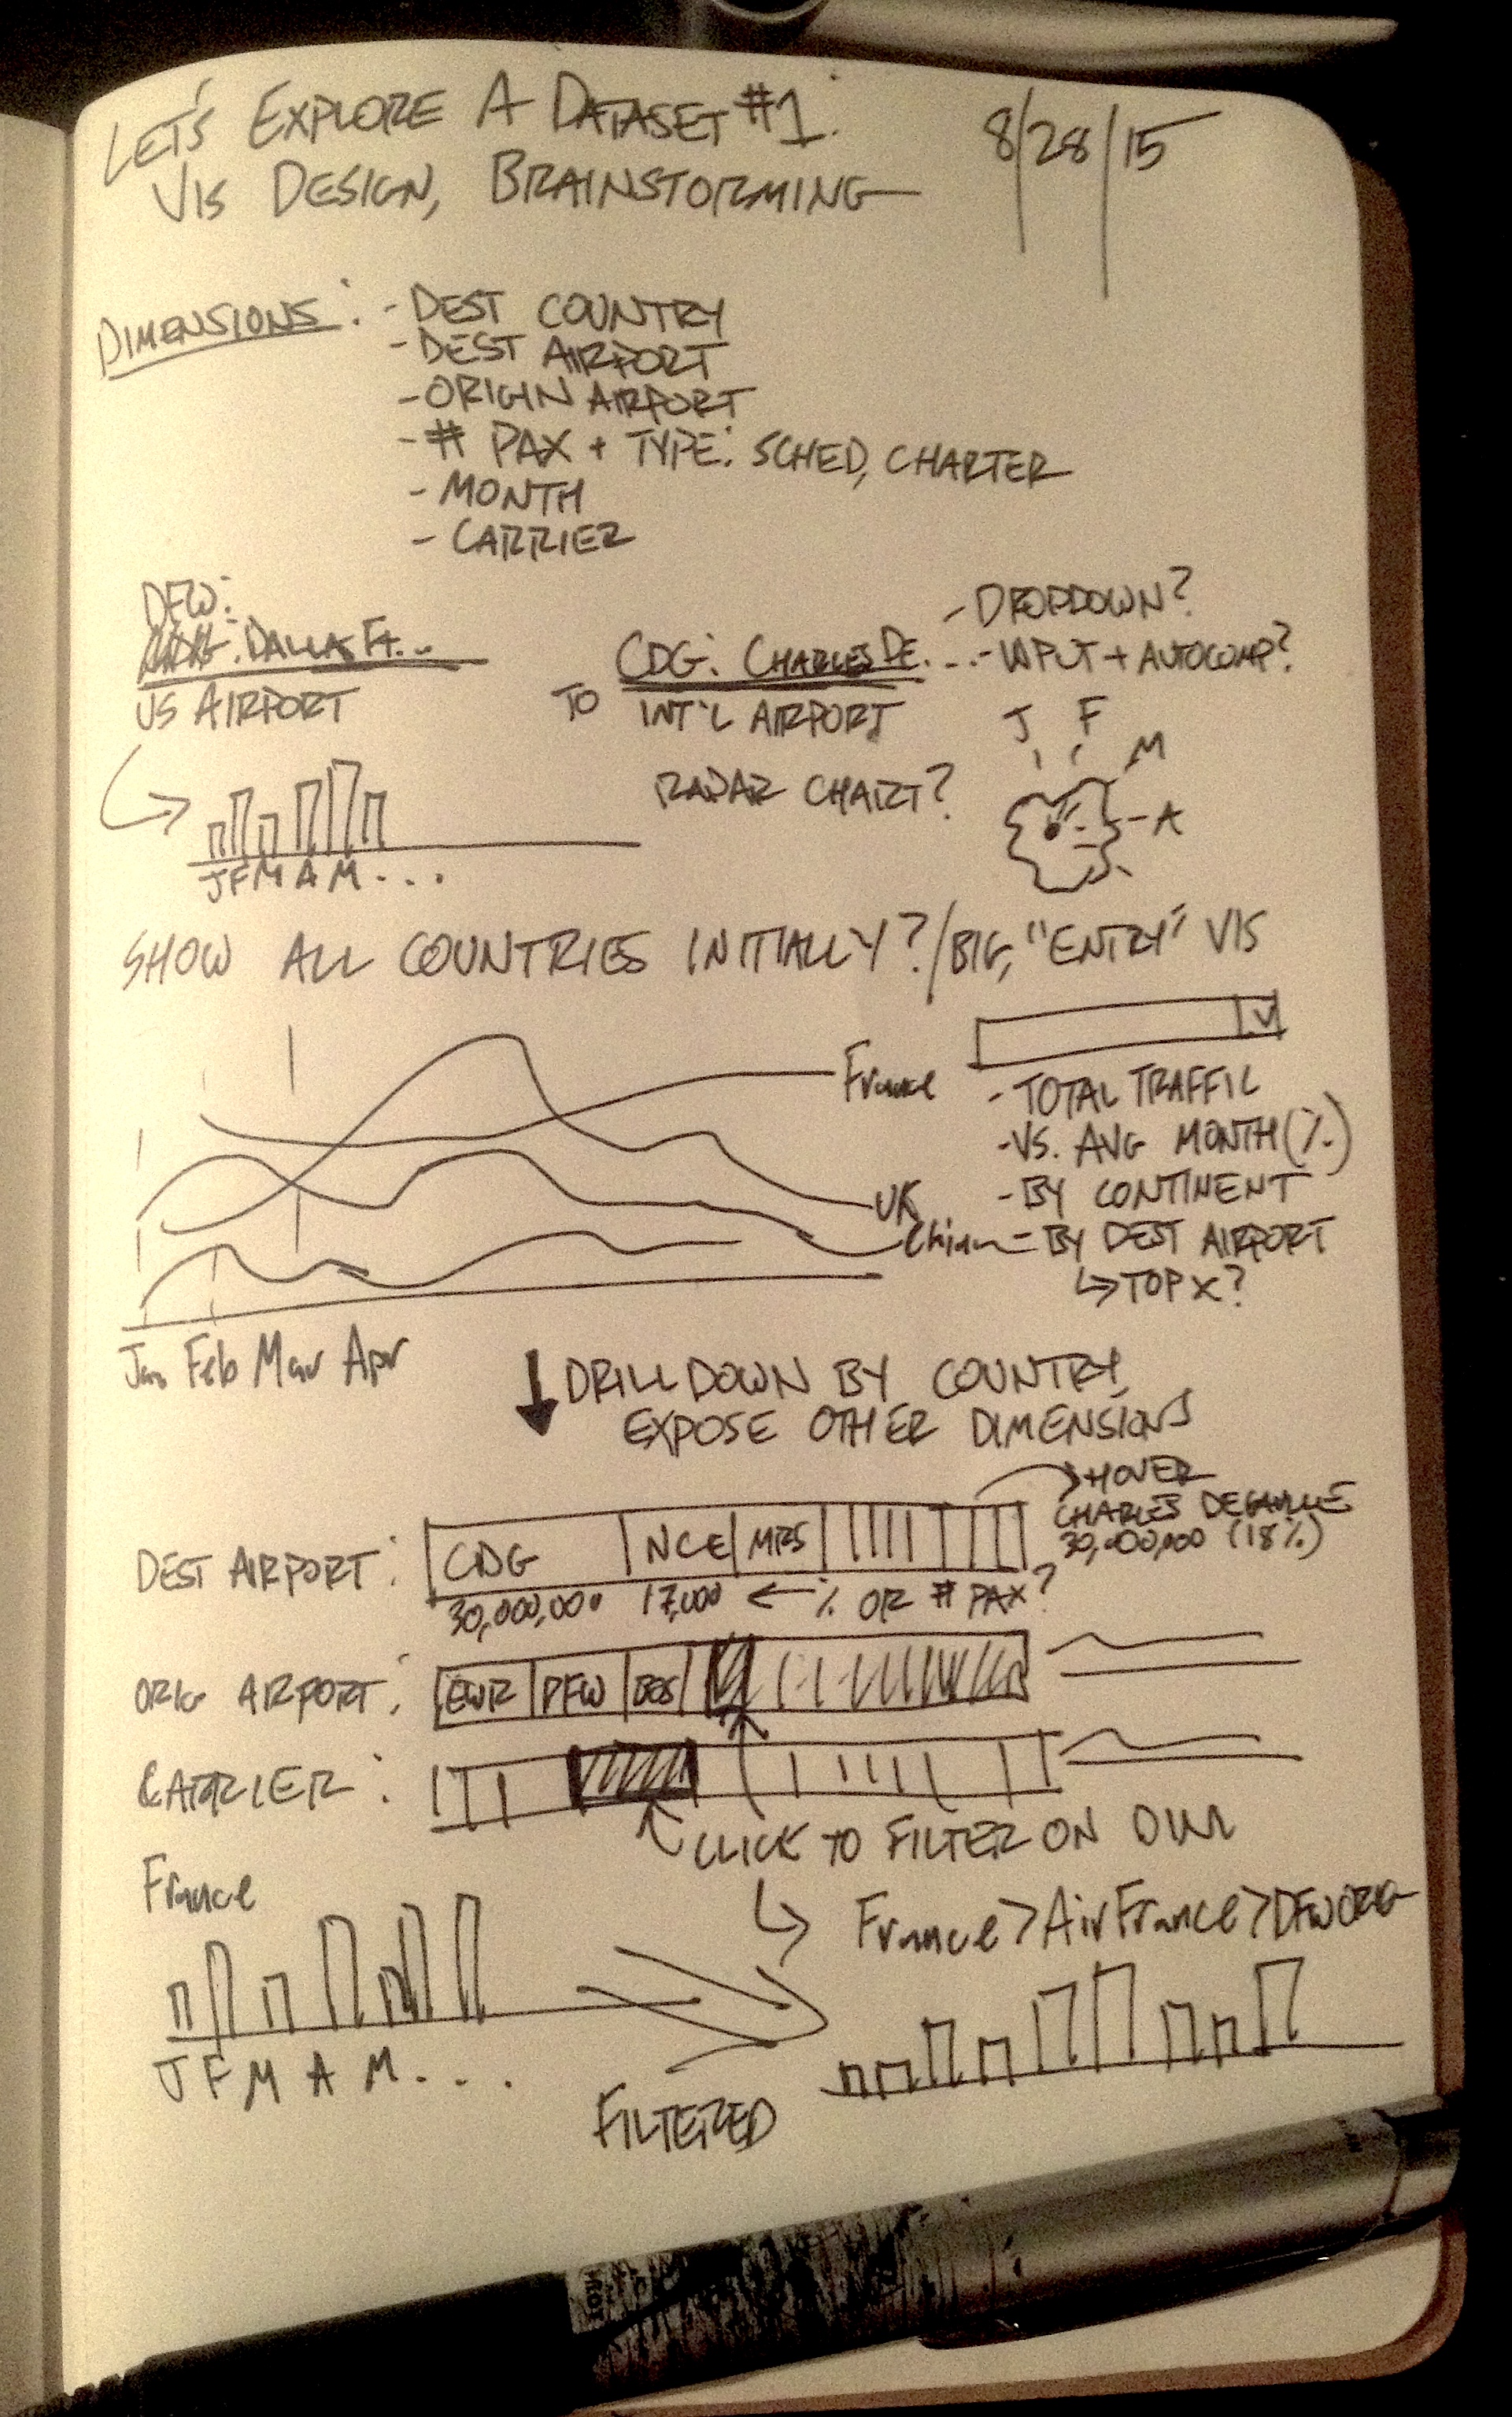 LET'S EXPLORE A DATASET #1:
VIS DESIGN, BRAINSTORMING
8/28/15
DIMENSIONS: - DEST COUNTRY
- DEST AIRPORT
- ORIGIN AIRPORT
- # PAX + TYPE: SCHED, CHARTER
- MONTH
- CARRIER
DFW:
DALLAS FT...
US AIRPORT
TO
CDG: CHARLES DE....
INT'L AIRPORT
- DROPDOWN?
- INPUT + AUTOCOMP?
J F M A
J F M A M . . .
RADAR CHART?
SHOW ALL COUNTRIES INITIALLY?/BIG, "ENTRY" VIS
France
UK
China
- TOTAL TRAFFIC
- VS. AVG MONTH (%)
- BY CONTINENT
- BY DEST AIRPORT
↳ TOP X?
Jan Feb Mar Apr
↓ DRILL DOWN BY COUNTRY,
EXPOSE OTHER DIMENSIONS
→ HOVER
CHARLES DEGAULLE
30,000,000 (18%)
DEST AIRPORT: CDG NCE MRS
30,000,000 17,000 ← % OR # PAX?
ORIG AIRPORT: EWR DFW
CARRIER:
CLICK TO FILTER ON DIM
↳ France > AirFrance > DFW ORIG
France
J F M A M . . .
FILTERED